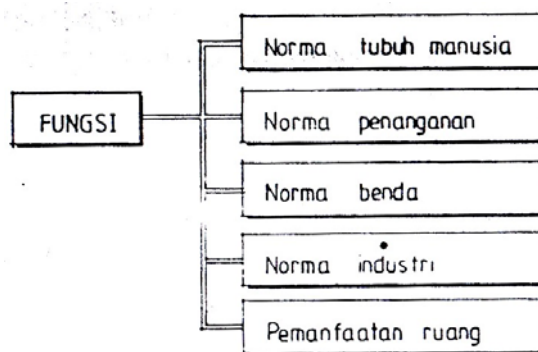 Norma tubuh manusia
FUNGSI
Norma penanganan
Norma benda
Norma industri
Pemanfaatan ruang